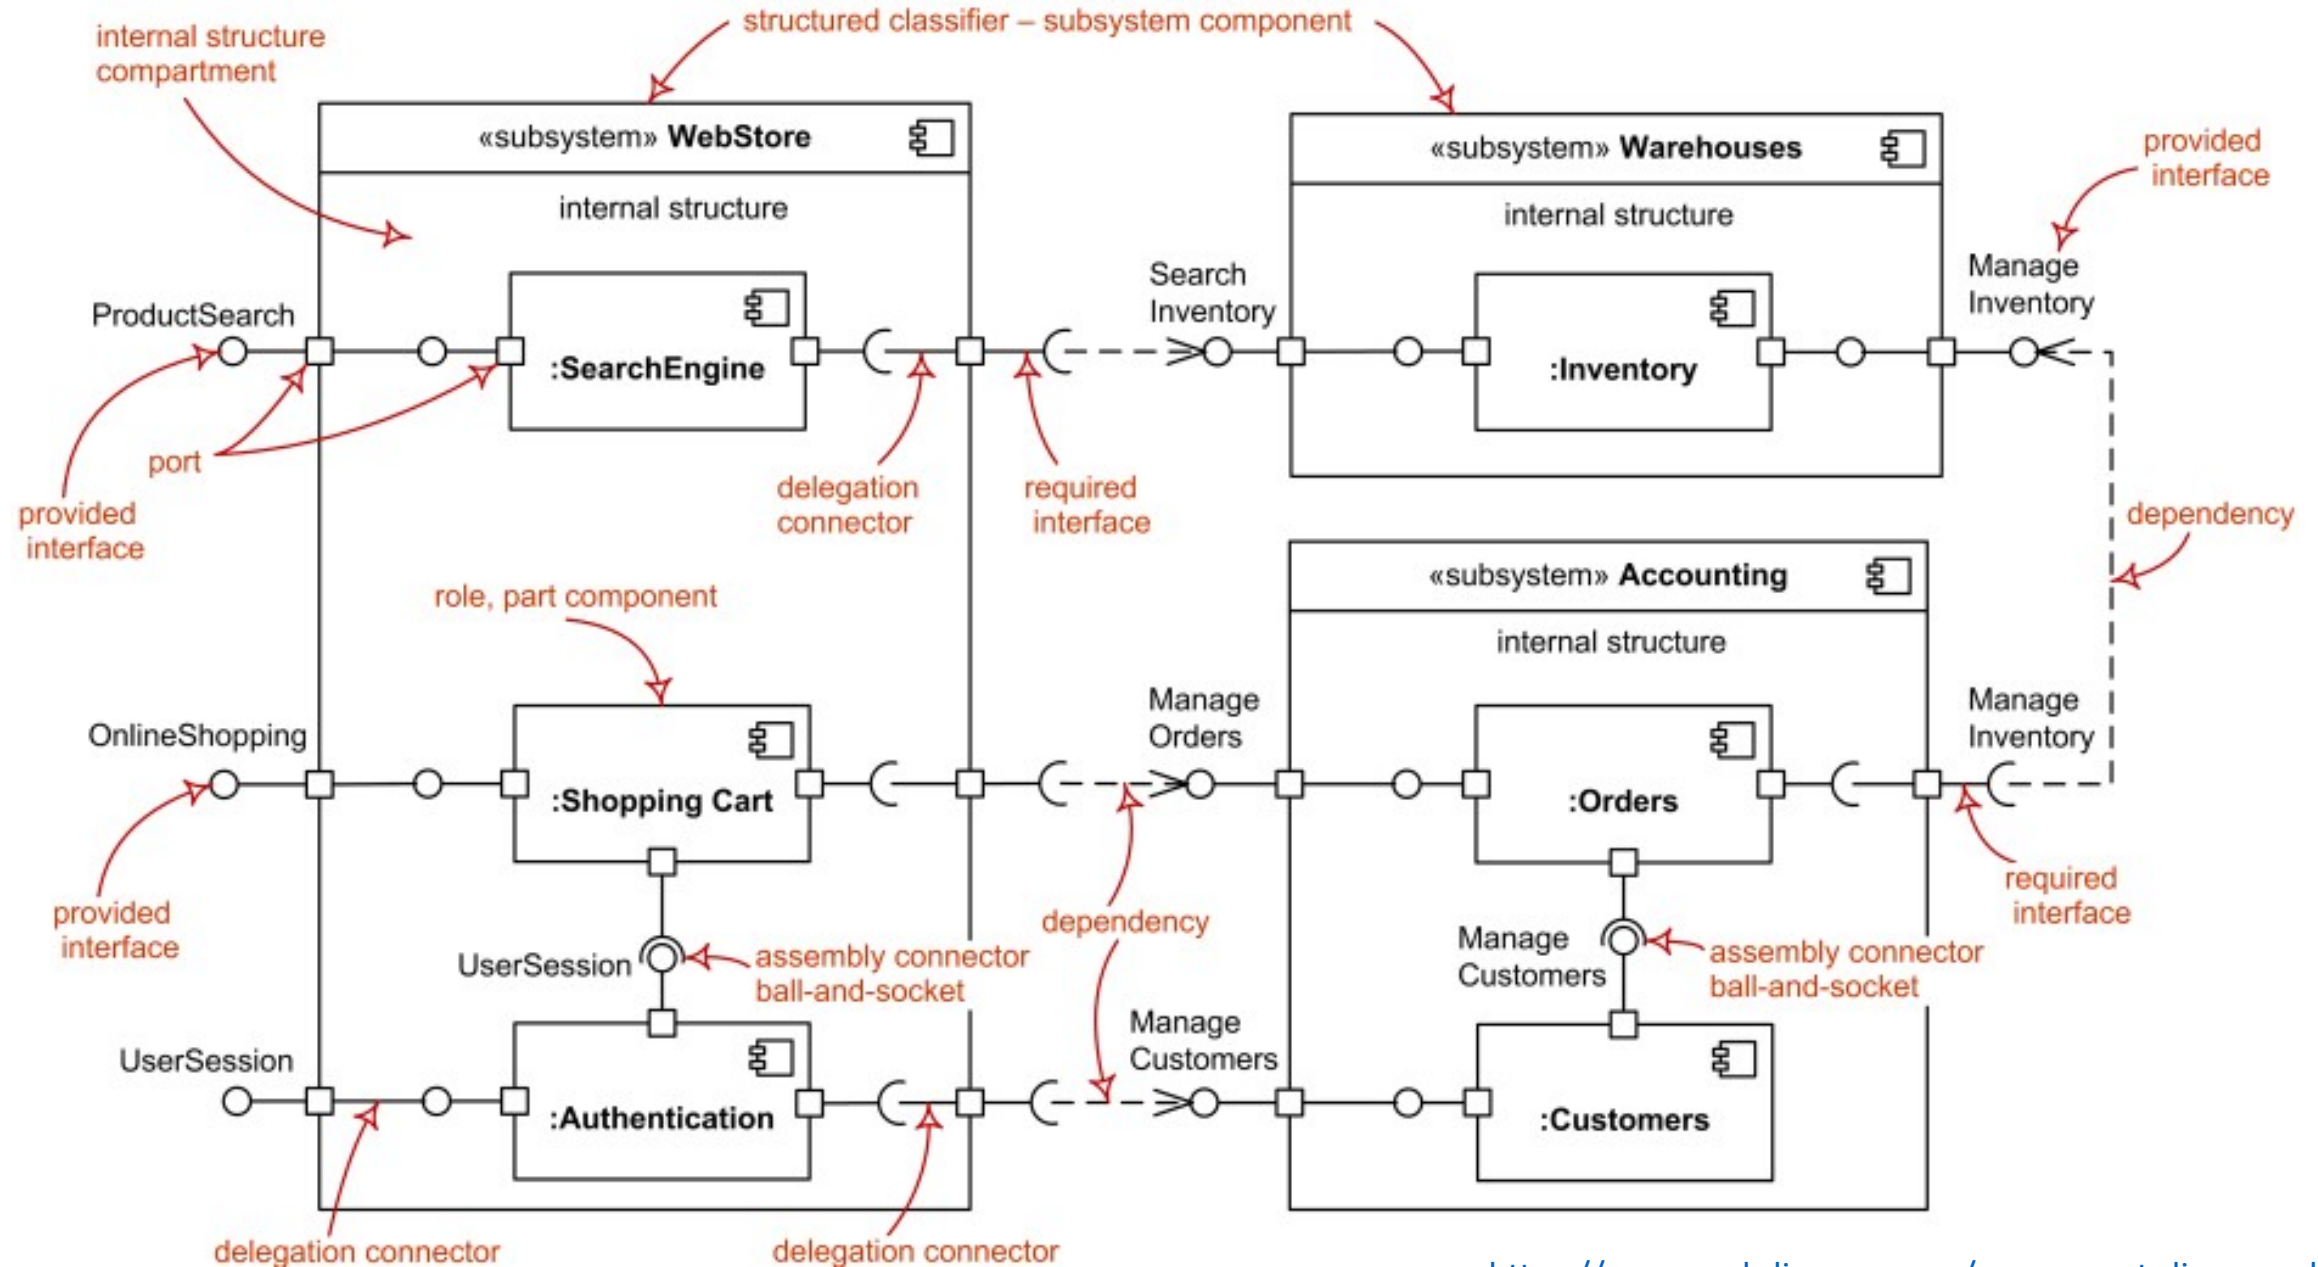 structured classifier – subsystem component
internal structure
compartment
«subsystem» WebStore
«subsystem» Warehouses
provided
interface
internal structure
internal structure
Search
Inventory
Manage
Inventory
ProductSearch
:SearchEngine
:Inventory
port
provided
interface
delegation
connector
required
interface
dependency
«subsystem» Accounting
role, part component
internal structure
Manage
Orders
Manage
Inventory
OnlineShopping
:Shopping Cart
:Orders
required
interface
provided
interface
dependency
UserSession
assembly connector
ball-and-socket
Manage
Customers
assembly connector
ball-and-socket
Manage
Customers
UserSession
:Authentication
:Customers
delegation connector
delegation connector